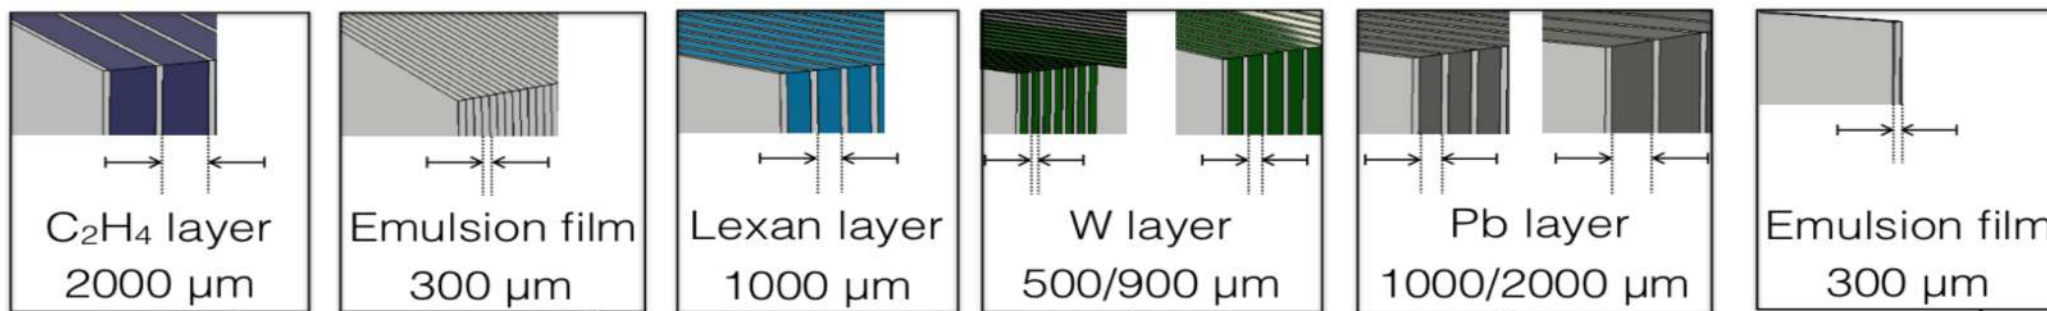 C₂H₄ layer
2000 μm
Emulsion film
300 μm
Lexan layer
1000 μm
W layer
500/900 μm
Pb layer
1000/2000 μm
Emulsion film
300 μm